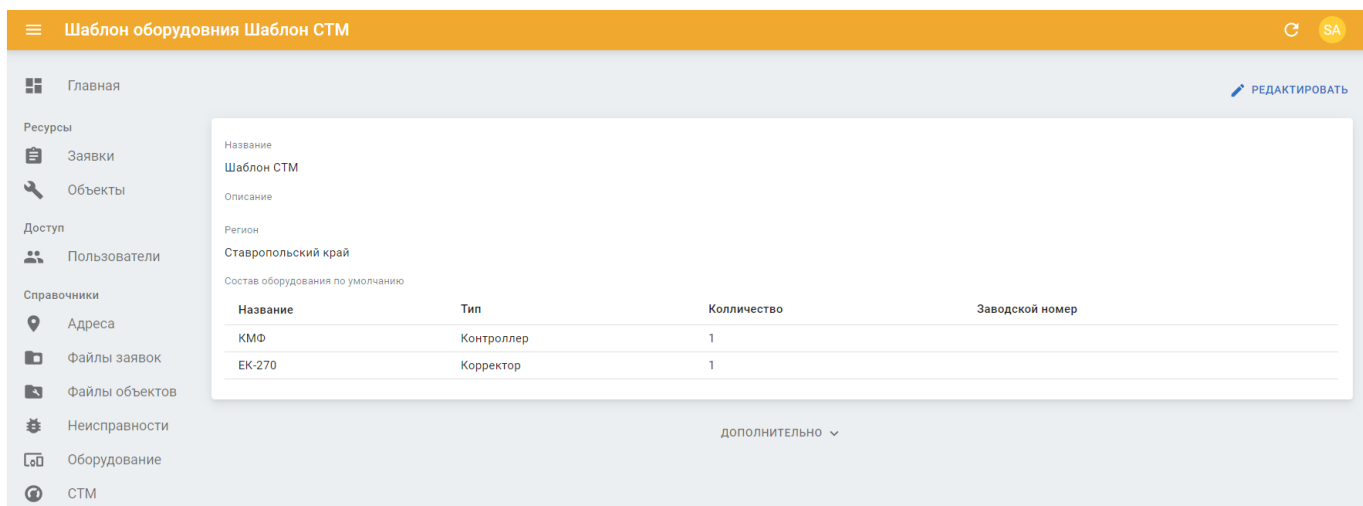 Шаблон оборудовния Шаблон СТМ
SA
Главная
РЕДАКТИРОВАТЬ
Ресурсы
Заявки
Объекты
Доступ
Пользователи
Справочники
Адреса
Файлы заявок
Файлы объектов
Неисправности
Оборудование
СТМ
Название
Шаблон СТМ
Описание
Регион
Ставропольский край
Состав оборудования по умолчанию
Название Тип Колличество Заводской номер
КМФ Контроллер 1
ЕК-270 Корректор 1
ДОПОЛНИТЕЛЬНО